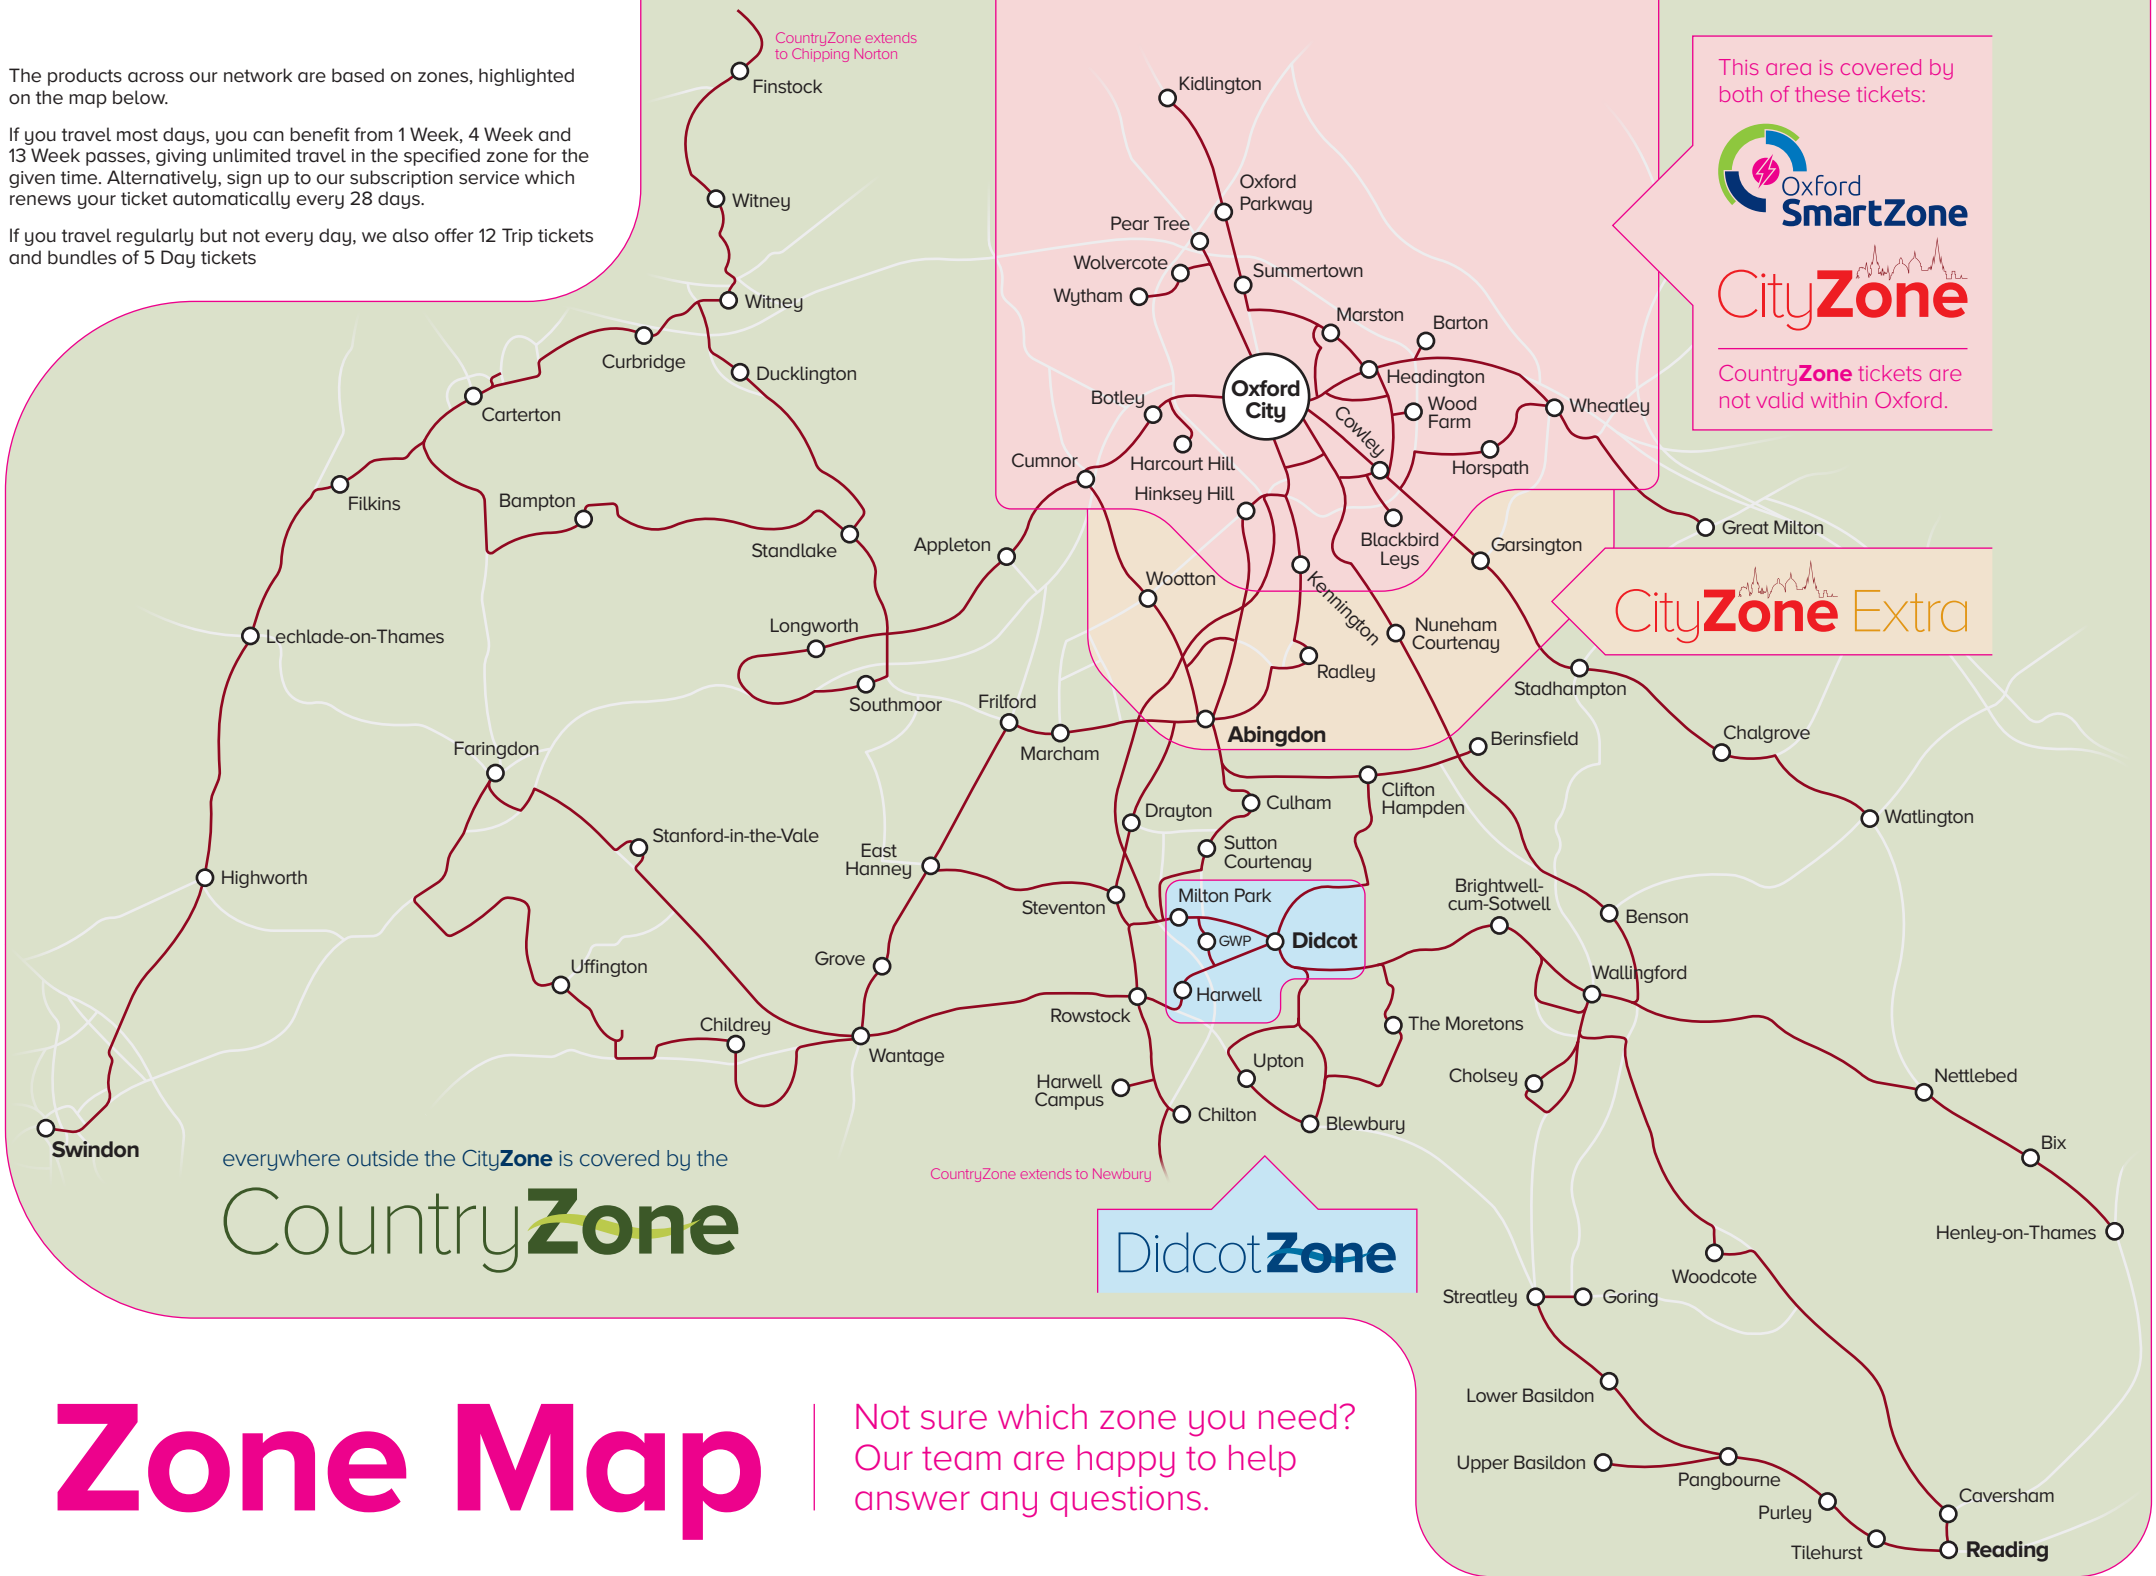 The products across our network are based on zones, highlighted
on the map below.
If you travel most days, you can benefit from 1 Week, 4 Week and
13 Week passes, giving unlimited travel in the specified zone for the
given time. Alternatively, sign up to our subscription service which
renews your ticket automatically every 28 days.
If you travel regularly but not every day, we also offer 12 Trip tickets
and bundles of 5 Day tickets
CountryZone extends
to Chipping Norton
Finstock
Witney
Witney
Curbridge
Ducklington
Carterton
Filkins
Bampton
Standlake
Appleton
Longworth
Southmoor
Lechlade-on-Thames
Highworth
Swindon
Faringdon
Stanford-in-the-Vale
Uffington
Childrey
Wantage
Grove
East
Hanney
Frilford
Marcham
Steventon
Drayton
Rowstock
Harwell
Campus
Chilton
CountryZone extends to Newbury
Kidlington
Oxford
Parkway
Pear Tree
Wolvercote
Wytham
Summertown
Marston
Barton
Headington
Oxford
City
Botley
Harcourt Hill
Cumnor
Hinksey Hill
Cowley
Wood
Farm
Wheatley
Horspath
Blackbird
Leys
Great Milton
Garsington
Wootton
Kennington
Radley
Nuneham
Courtenay
Abingdon
Stadhampton
Chalgrove
Watlington
Berinsfield
Clifton
Hampden
Culham
Sutton
Courtenay
Milton Park
GWP
Didcot
Harwell
Brightwell-
cum-Sotwell
Benson
Wallingford
The Moretons
Upton
Blewbury
Cholsey
Nettlebed
Bix
Henley-on-Thames
Woodcote
Streatley
Goring
Lower Basildon
Upper Basildon
Pangbourne
Purley
Tilehurst
Caversham
Reading
This area is covered by
both of these tickets:
Oxford
SmartZone
CityZone
CountryZone tickets are
not valid within Oxford.
CityZone Extra
everywhere outside the CityZone is covered by the
CountryZone
DidcotZone
Zone Map
Not sure which zone you need?
Our team are happy to help
answer any questions.